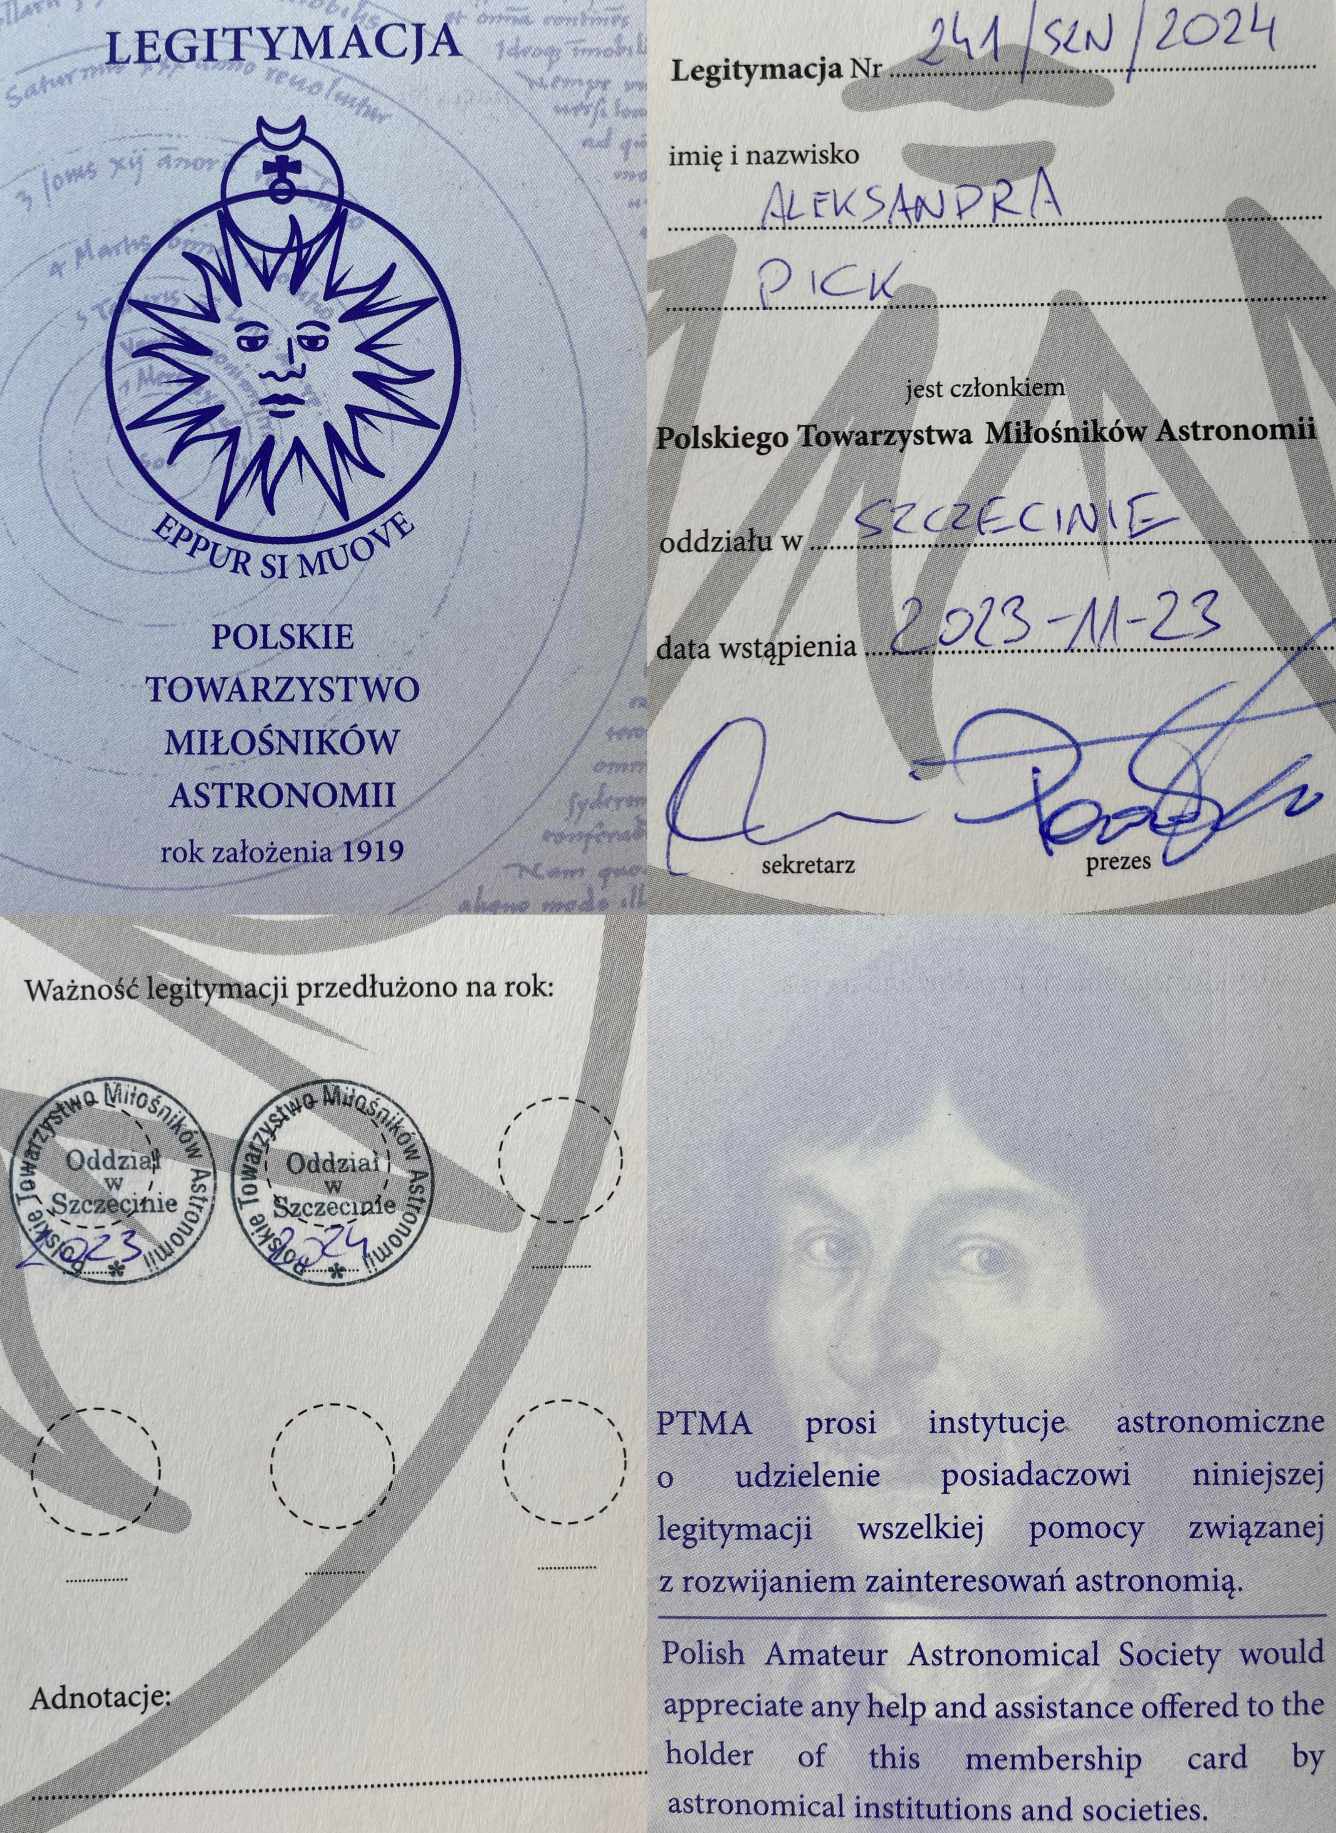 LEGITYMACJA
EPPUR SI MUOVE
POLSKIE
TOWARZYSTWO
MIŁOŚNIKÓW
ASTRONOMII
rok założenia 1919
Legitymacja Nr 241/SZN/2024
imię i nazwisko
ALEKSANDRA
PICK
jest członkiem
Polskiego Towarzystwa Miłośników Astronomii
oddziału w SZCZECINIE
data wstąpienia 2023-11-23
sekretarz prezes
Ważność legitymacji przedłużono na rok:
Polskie Towarzystwo Miłośników Astronomii
Oddział
w
Szczecinie
2023
Polskie Towarzystwo Miłośników Astronomii
Oddział
w
Szczecinie
2024
Adnotacje:
PTMA prosi instytucje astronomiczne
o udzielenie posiadaczowi niniejszej
legitymacji wszelkiej pomocy związanej
z rozwijaniem zainteresowań astronomią.
Polish Amateur Astronomical Society would
appreciate any help and assistance offered to the
holder of this membership card by
astronomical institutions and societies.